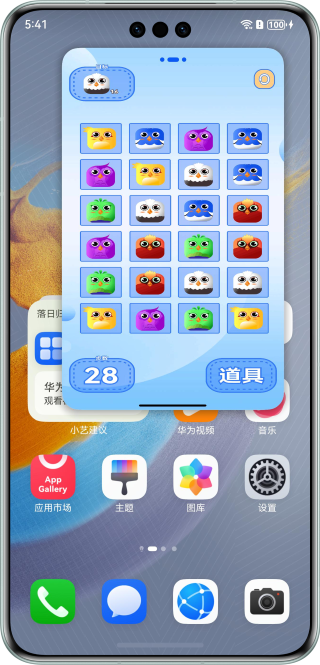 5:41
100
落日归
28
道具
华为
观看
小艺建议
华为视频
音乐
App
Gallery
应用市场
主题
图库
设置